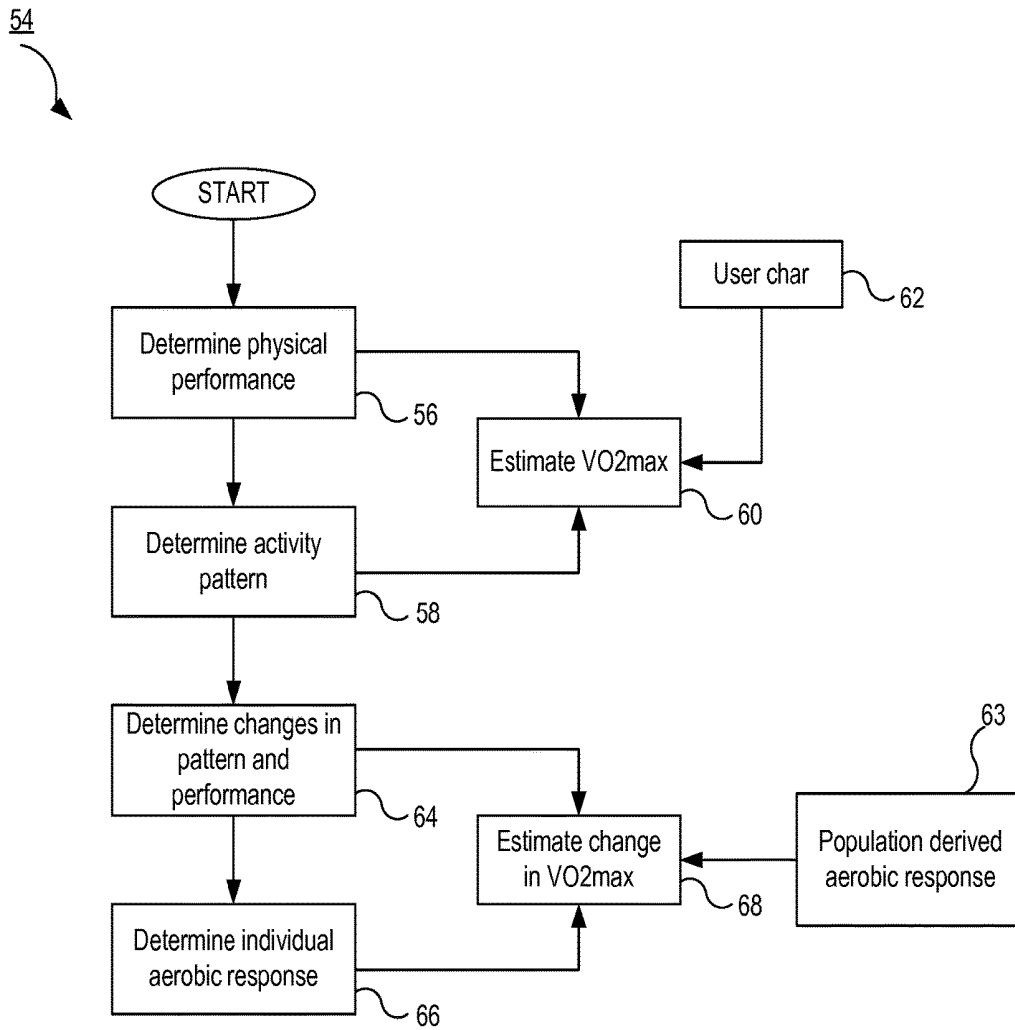 54
START
User char
62
Determine physical
performance
56
Estimate VO2max
60
Determine activity
pattern
58
63
Determine changes in
pattern and
performance
64
Estimate change
in VO2max
68
Population derived
aerobic response
Determine individual
aerobic response
66